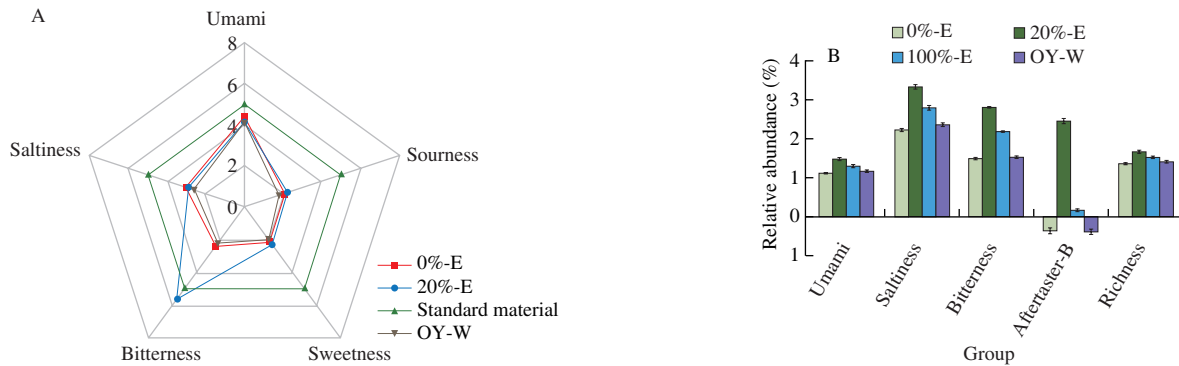 A
Umami
8
6
4
2
0
Saltiness
Sourness
Bitterness
Sweetness
0%-E
20%-E
Standard material
OY-W
B
0%-E
20%-E
100%-E
OY-W
Relative abundance (%)
4
3
2
1
0
1
Umami
Saltiness
Bitterness
Aftertaster-B
Richness
Group